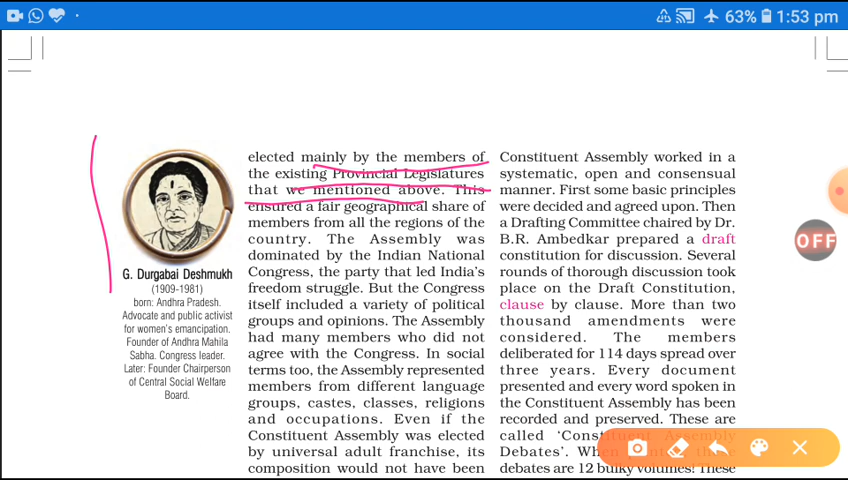 63% 1:53 pm
G. Durgabai Deshmukh
(1909-1981)
born: Andhra Pradesh.
Advocate and public activist
for women's emancipation.
Founder of Andhra Mahila
Sabha. Congress leader.
Later: Founder Chairperson
of Central Social Welfare
Board.
elected mainly by the members of
the existing Provincial Legislatures
that we mentioned above. This
ensured a fair geographical share of
members from all the regions of the
country. The Assembly was
dominated by the Indian National
Congress, the party that led India's
freedom struggle. But the Congress
itself included a variety of political
groups and opinions. The Assembly
had many members who did not
agree with the Congress. In social
terms too, the Assembly represented
members from different language
groups, castes, classes, religions
and occupations. Even if the
Constituent Assembly was elected
by universal adult franchise, its
composition would not have been
Constituent Assembly worked in a
systematic, open and consensual
manner. First some basic principles
were decided and agreed upon. Then
a Drafting Committee chaired by Dr.
B.R. Ambedkar prepared a draft
constitution for discussion. Several
rounds of thorough discussion took
place on the Draft Constitution,
clause by clause. More than two
thousand amendments were
considered. The members
deliberated for 114 days spread over
three years. Every document
presented and every word spoken in
the Constituent Assembly has been
recorded and preserved. These are
called 'Constituent Assembly
Debates'. When these
debates are 12 bulky volumes! These
OFF